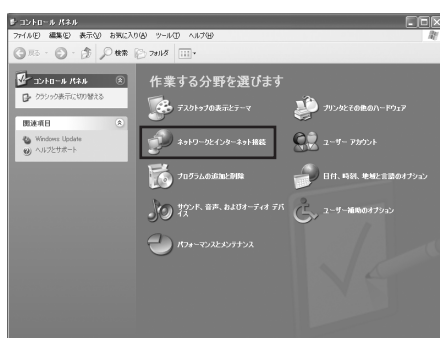 コントロール パネル
ファイル(F) 編集(E) 表示(V) お気に入り(A) ツール(T) ヘルプ(H)
戻る 検索 フォルダ
コントロール パネル
クラシック表示に切り替える
関連項目
Windows Update
ヘルプとサポート
作業する分野を選びます
デスクトップの表示とテーマ
プリンタとその他のハードウェア
ネットワークとインターネット接続
ユーザー アカウント
プログラムの追加と削除
日付、時刻、地域と言語のオプション
サウンド、音声、およびオーディオ デバイス
ユーザー補助のオプション
パフォーマンスとメンテナンス